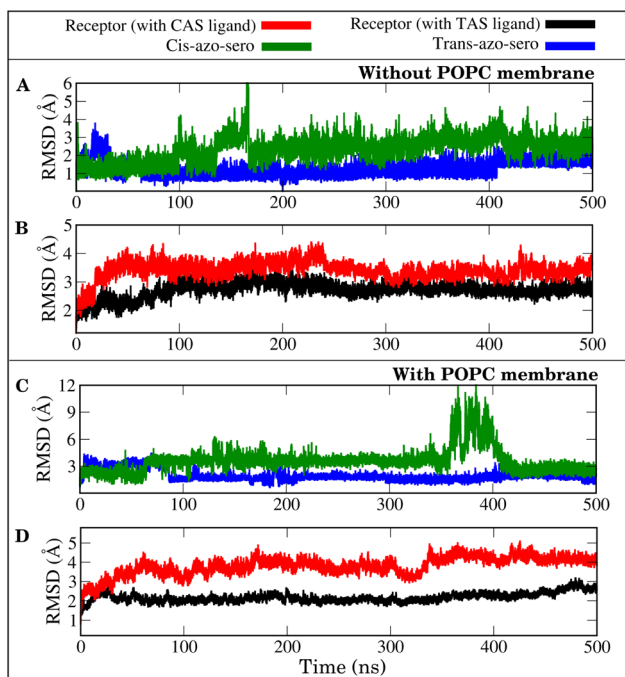 Receptor (with CAS ligand)
Receptor (with TAS ligand)
Cis-azo-sero
Trans-azo-sero
Without POPC membrane
A
RMSD (Å)
6
5
4
3
2
1
0 100 200 300 400 500
B
RMSD (Å)
5
4
3
2
0 100 200 300 400 500
With POPC membrane
C
RMSD (Å)
12
9
6
3
0 100 200 300 400 500
D
RMSD (Å)
5
4
3
2
1
0 100 200 300 400 500
Time (ns)